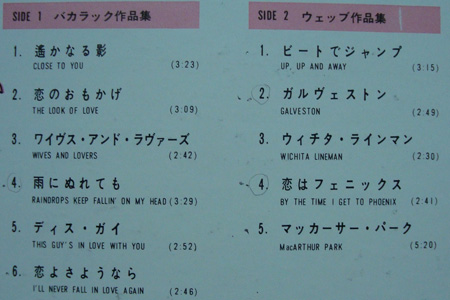 SIDE 1 バカラック作品集
1. 遙かなる影
CLOSE TO YOU (3:23)
2. 恋のおもかげ
THE LOOK OF LOVE (3:09)
3. ワイヴス・アンド・ラヴァーズ
WIVES AND LOVERS (2:42)
4. 雨にぬれても
RAINDROPS KEEP FALLIN' ON MY HEAD (3:29)
5. ディス・ガイ
THIS GUY'S IN LOVE WITH YOU (2:52)
6. 恋よさようなら
I'LL NEVER FALL IN LOVE AGAIN (2:46)
SIDE 2 ウェッブ作品集
1. ビートでジャンプ
UP, UP AND AWAY (3:15)
2. ガルヴェストン
GALVESTON (2:49)
3. ウィチタ・ラインマン
WICHITA LINEMAN (2:30)
4. 恋はフェニックス
BY THE TIME I GET TO PHOENIX (2:41)
5. マッカーサー・パーク
MacARTHUR PARK (5:20)